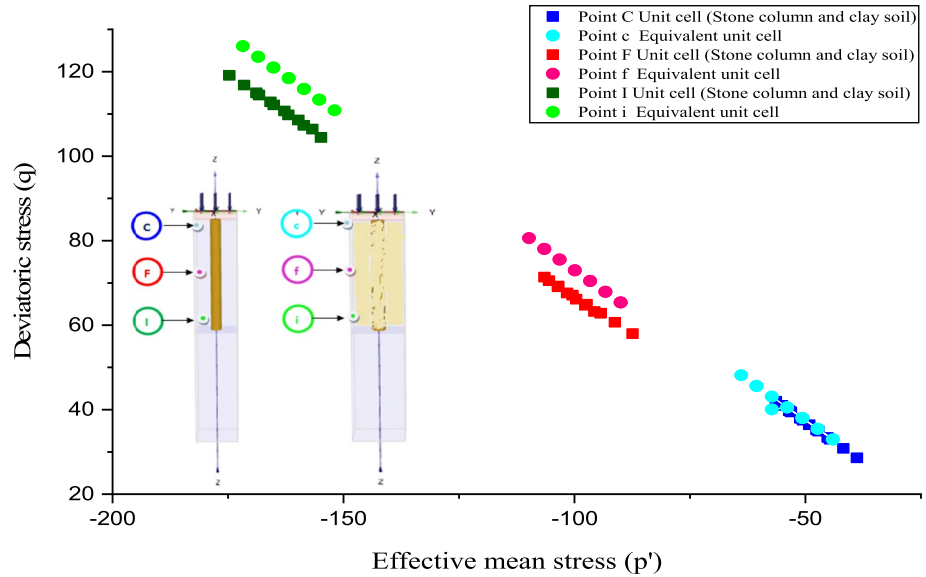 Point C Unit cell (Stone column and clay soil)
Point c Equivalent unit cell
Point F Unit cell (Stone column and clay soil)
Point f Equivalent unit cell
Point I Unit cell (Stone column and clay soil)
Point i Equivalent unit cell
120
100
80
60
40
20
Deviatoric stress (q)
Z
Z
Y
X
Y
Y
X
Y
C
c
F
f
I
i
Z
Z
-200
-150
-100
-50
Effective mean stress (p')